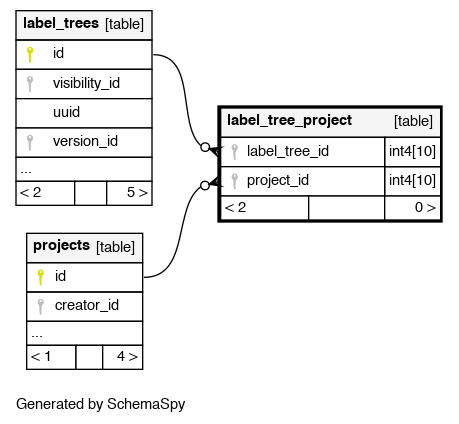 label_trees [table]
id
visibility_id
uuid
version_id
...
< 2 5 >
label_tree_project [table]
label_tree_id int4[10]
project_id int4[10]
< 2 0 >
projects [table]
id
creator_id
...
< 1 4 >
Generated by SchemaSpy